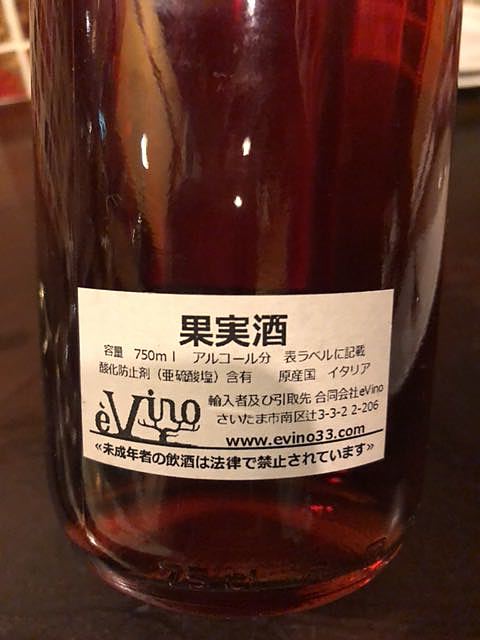 果実酒
容量 750ml アルコール分 表ラベルに記載
酸化防止剤（亜硫酸塩）含有 原産国 イタリア
èVino
輸入者及び引取先 合同会社eVino
さいたま市南区辻3-3-2 2-206
www.evino33.com
≪未成年者の飲酒は法律で禁止されています≫